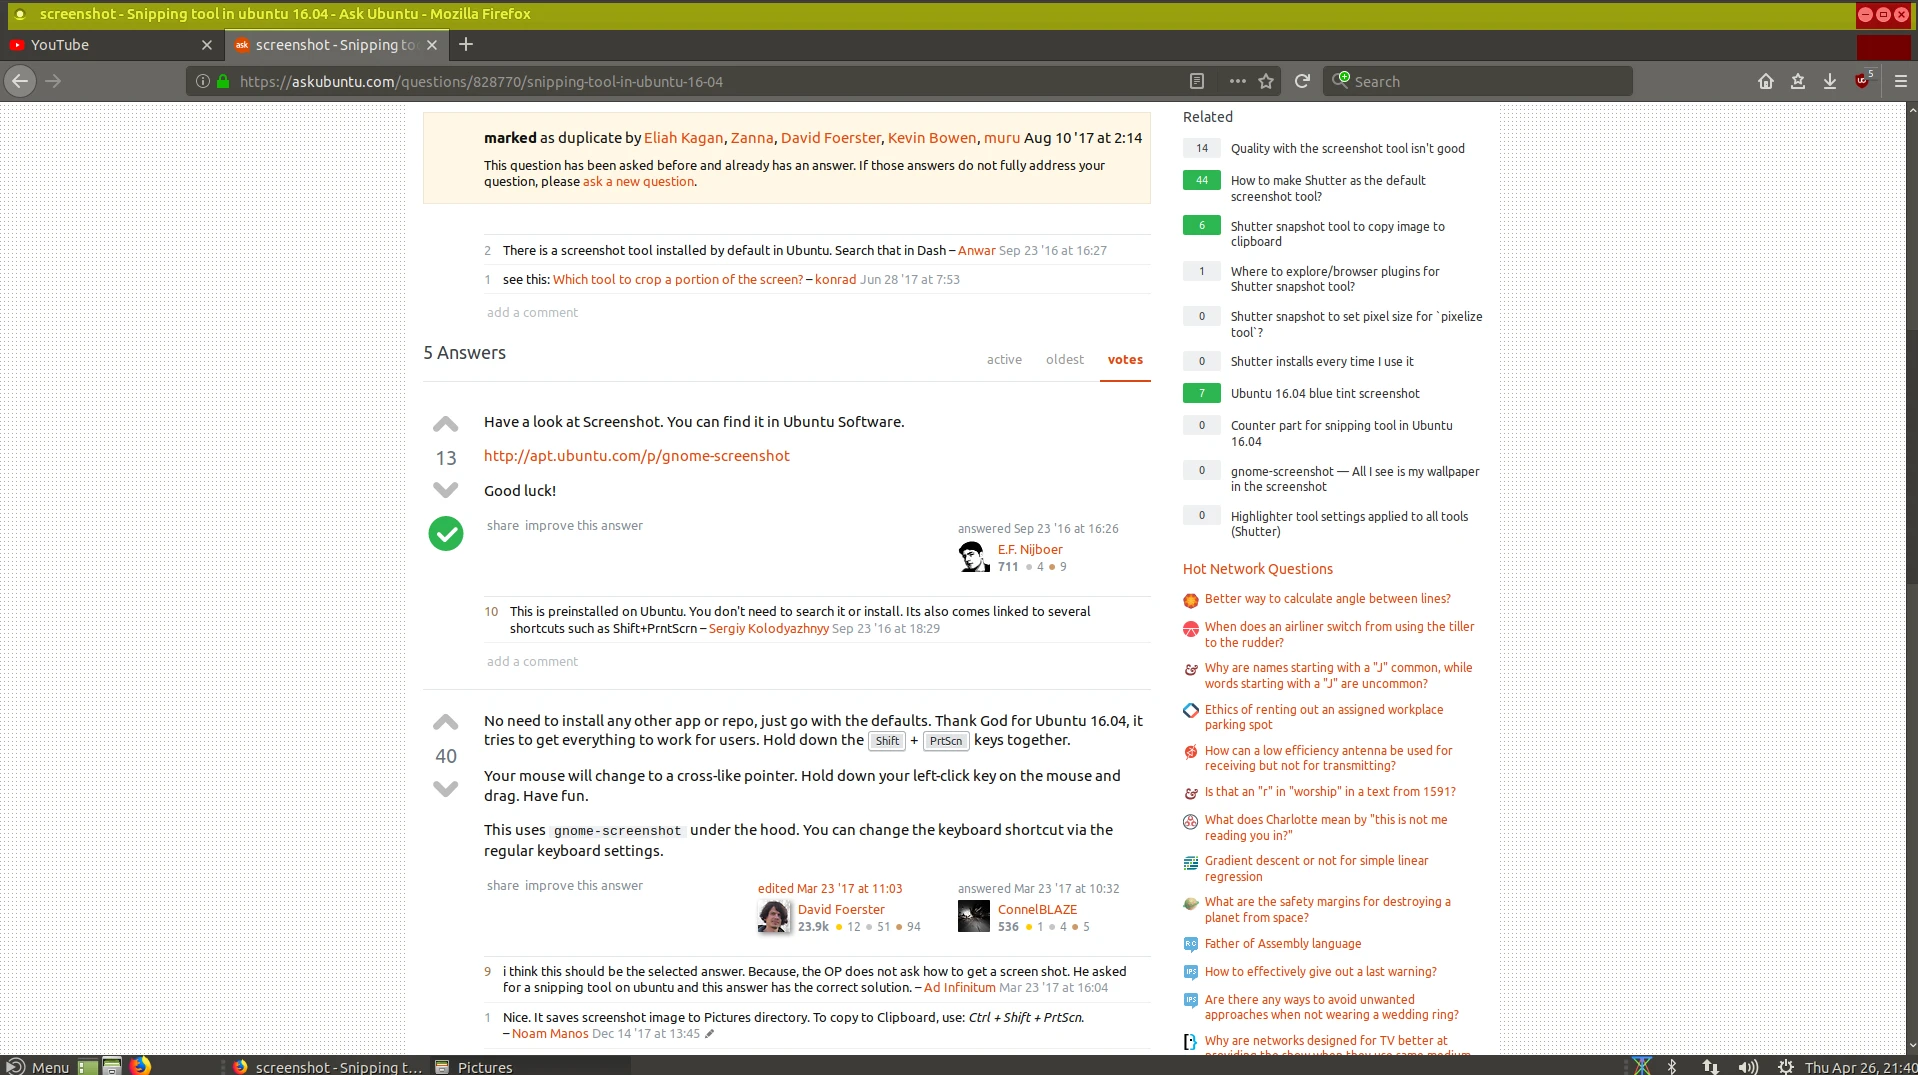 screenshot - Snipping tool in ubuntu 16.04 - Ask Ubuntu - Mozilla Firefox
YouTube
screenshot - Snipping to
https://askubuntu.com/questions/828770/snipping-tool-in-ubuntu-16-04
Search
5
marked as duplicate by Eliah Kagan, Zanna, David Foerster, Kevin Bowen, muru Aug 10 '17 at 2:14
This question has been asked before and already has an answer. If those answers do not fully address your
question, please ask a new question.
2 There is a screenshot tool installed by default in Ubuntu. Search that in Dash – Anwar Sep 23 '16 at 16:27
1 see this: Which tool to crop a portion of the screen? – konrad Jun 28 '17 at 7:53
add a comment
5 Answers
active oldest votes
Have a look at Screenshot. You can find it in Ubuntu Software.
13
http://apt.ubuntu.com/p/gnome-screenshot
Good luck!
share improve this answer
answered Sep 23 '16 at 16:26
E.F. Nijboer
711 4 9
10 This is preinstalled on Ubuntu. You don't need to search it or install. Its also comes linked to several
shortcuts such as Shift+PrntScrn – Sergiy Kolodyazhnyy Sep 23 '16 at 18:29
add a comment
No need to install any other app or repo, just go with the defaults. Thank God for Ubuntu 16.04, it
tries to get everything to work for users. Hold down the Shift + PrtScn keys together.
40
Your mouse will change to a cross-like pointer. Hold down your left-click key on the mouse and
drag. Have fun.
This uses gnome-screenshot under the hood. You can change the keyboard shortcut via the
regular keyboard settings.
share improve this answer
edited Mar 23 '17 at 11:03
David Foerster
23.9k 12 51 94
answered Mar 23 '17 at 10:32
ConnelBLAZE
536 1 4 5
9 i think this should be the selected answer. Because, the OP does not ask how to get a screen shot. He asked
for a snipping tool on ubuntu and this answer has the correct solution. – Ad Infinitum Mar 23 '17 at 16:04
1 Nice. It saves screenshot image to Pictures directory. To copy to Clipboard, use: Ctrl + Shift + PrtScn.
– Noam Manos Dec 14 '17 at 13:45
Related
14 Quality with the screenshot tool isn't good
44 How to make Shutter as the default
screenshot tool?
6 Shutter snapshot tool to copy image to
clipboard
1 Where to explore/browser plugins for
Shutter snapshot tool?
0 Shutter snapshot to set pixel size for `pixelize
tool`?
0 Shutter installs every time I use it
7 Ubuntu 16.04 blue tint screenshot
0 Counter part for snipping tool in Ubuntu
16.04
0 gnome-screenshot — All I see is my wallpaper
in the screenshot
0 Highlighter tool settings applied to all tools
(Shutter)
Hot Network Questions
Better way to calculate angle between lines?
When does an airliner switch from using the tiller
to the rudder?
Why are names starting with a "J" common, while
words starting with a "J" are uncommon?
Ethics of renting out an assigned workplace
parking spot
How can a low efficiency antenna be used for
receiving but not for transmitting?
Is that an "r" in "worship" in a text from 1591?
What does Charlotte mean by "this is not me
reading you in?"
Gradient descent or not for simple linear
regression
What are the safety margins for destroying a
planet from space?
Father of Assembly language
How to effectively give out a last warning?
Are there any ways to avoid unwanted
approaches when not wearing a wedding ring?
Why are networks designed for TV better at
providing the show when they use same medium
Menu
screenshot - Snipping t...
Pictures
Thu Apr 26, 21:40